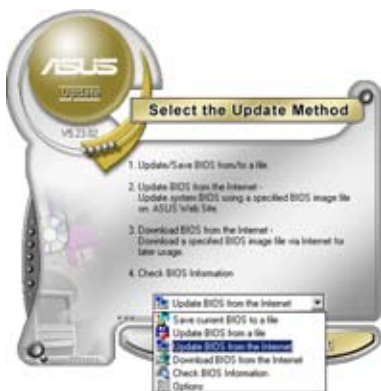 ASUS
Update
V5.23.02
Select the Update Method
1. Update/Save BIOS from/to a file.
2. Update BIOS from the Internet -
Update system BIOS using a specified BIOS image file
on ASUS Web Site.
3. Download BIOS from the Internet -
Download a specified BIOS image file via Internet for
later usage.
4. Check BIOS Information
Update BIOS from the Internet
Save current BIOS to a file
Update BIOS from a file
Update BIOS from the Internet
Download BIOS from the Internet
Check BIOS Information
Options